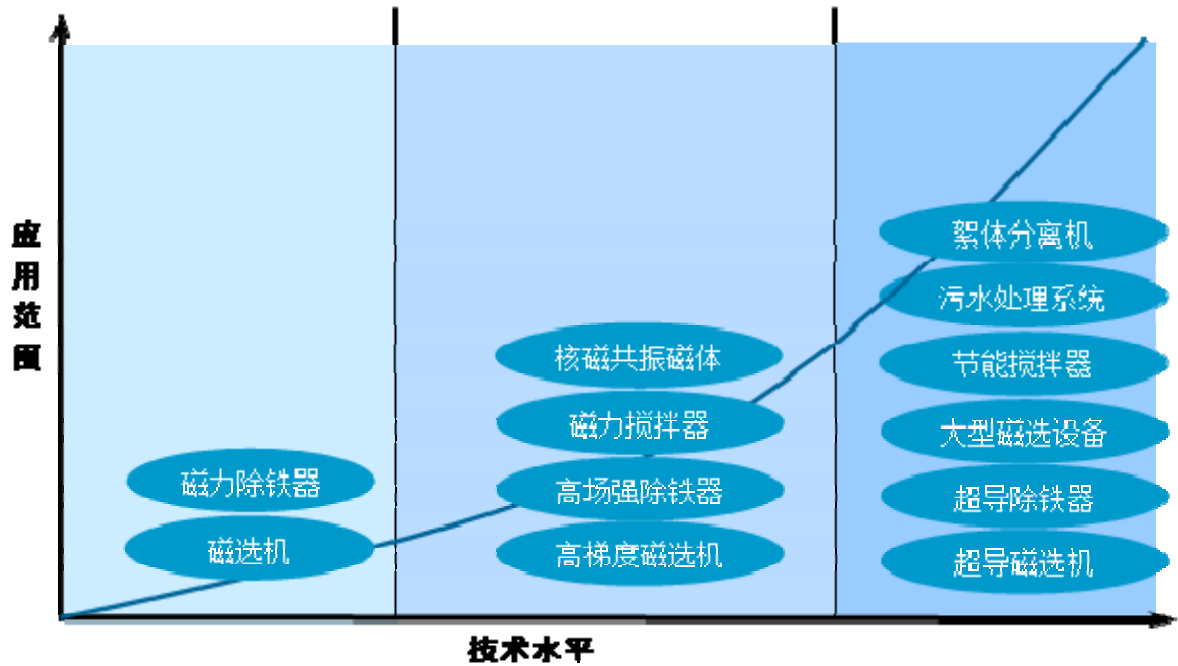 应用范围
磁力除铁器
磁选机
核磁共振磁体
磁力搅拌器
高场强除铁器
高梯度磁选机
絮体分离机
污水处理系统
节能搅拌器
大型磁选设备
超导除铁器
超导磁选机
技术水平